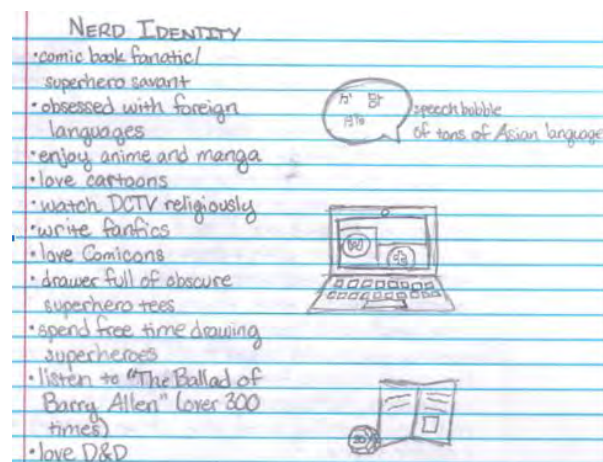 NERD IDENTITY
•comic book fanatic/
superhero savant
•obsessed with foreign
languages
•enjoy anime and manga
•love cartoons
•watch DCTV religiously
•write fanfics
•love Comicons
•drawer full of obscure
superhero tees
•spend free time drawing
superheroes
•listen to "The Ballad of
Barry Allen" (over 300
times)
•love D&D
speech bubble
of tons of Asian language
20